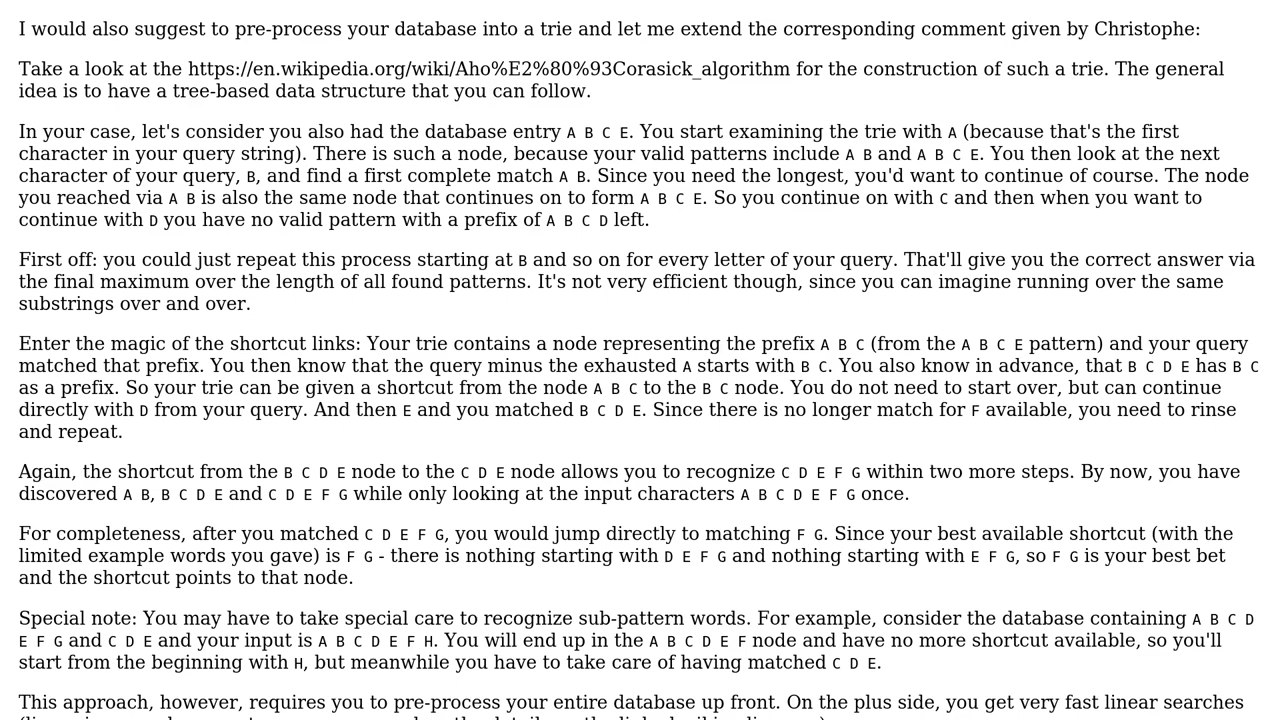 I would also suggest to pre-process your database into a trie and let me extend the corresponding comment given by Christophe:
Take a look at the https://en.wikipedia.org/wiki/Aho%E2%80%93Corasick_algorithm for the construction of such a trie. The general
idea is to have a tree-based data structure that you can follow.
In your case, let's consider you also had the database entry A B C E. You start examining the trie with A (because that's the first
character in your query string). There is such a node, because your valid patterns include A B and A B C E. You then look at the next
character of your query, B, and find a first complete match A B. Since you need the longest, you'd want to continue of course. The node
you reached via A B is also the same node that continues on to form A B C E. So you continue on with C and then when you want to
continue with D you have no valid pattern with a prefix of A B C D left.
First off: you could just repeat this process starting at B and so on for every letter of your query. That'll give you the correct answer via
the final maximum over the length of all found patterns. It's not very efficient though, since you can imagine running over the same
substrings over and over.
Enter the magic of the shortcut links: Your trie contains a node representing the prefix A B C (from the A B C E pattern) and your query
matched that prefix. You then know that the query minus the exhausted A starts with B C. You also know in advance, that B C D E has B C
as a prefix. So your trie can be given a shortcut from the node A B C to the B C node. You do not need to start over, but can continue
directly with D from your query. And then E and you matched B C D E. Since there is no longer match for F available, you need to rinse
and repeat.
Again, the shortcut from the B C D E node to the C D E node allows you to recognize C D E F G within two more steps. By now, you have
discovered A B, B C D E and C D E F G while only looking at the input characters A B C D E F G once.
For completeness, after you matched C D E F G, you would jump directly to matching F G. Since your best available shortcut (with the
limited example words you gave) is F G - there is nothing starting with D E F G and nothing starting with E F G, so F G is your best bet
and the shortcut points to that node.
Special note: You may have to take special care to recognize sub-pattern words. For example, consider the database containing A B C D
E F G and C D E and your input is A B C D E F H. You will end up in the A B C D E F node and have no more shortcut available, so you'll
start from the beginning with H, but meanwhile you have to take care of having matched C D E.
This approach, however, requires you to pre-process your entire database up front. On the plus side, you get very fast linear searches